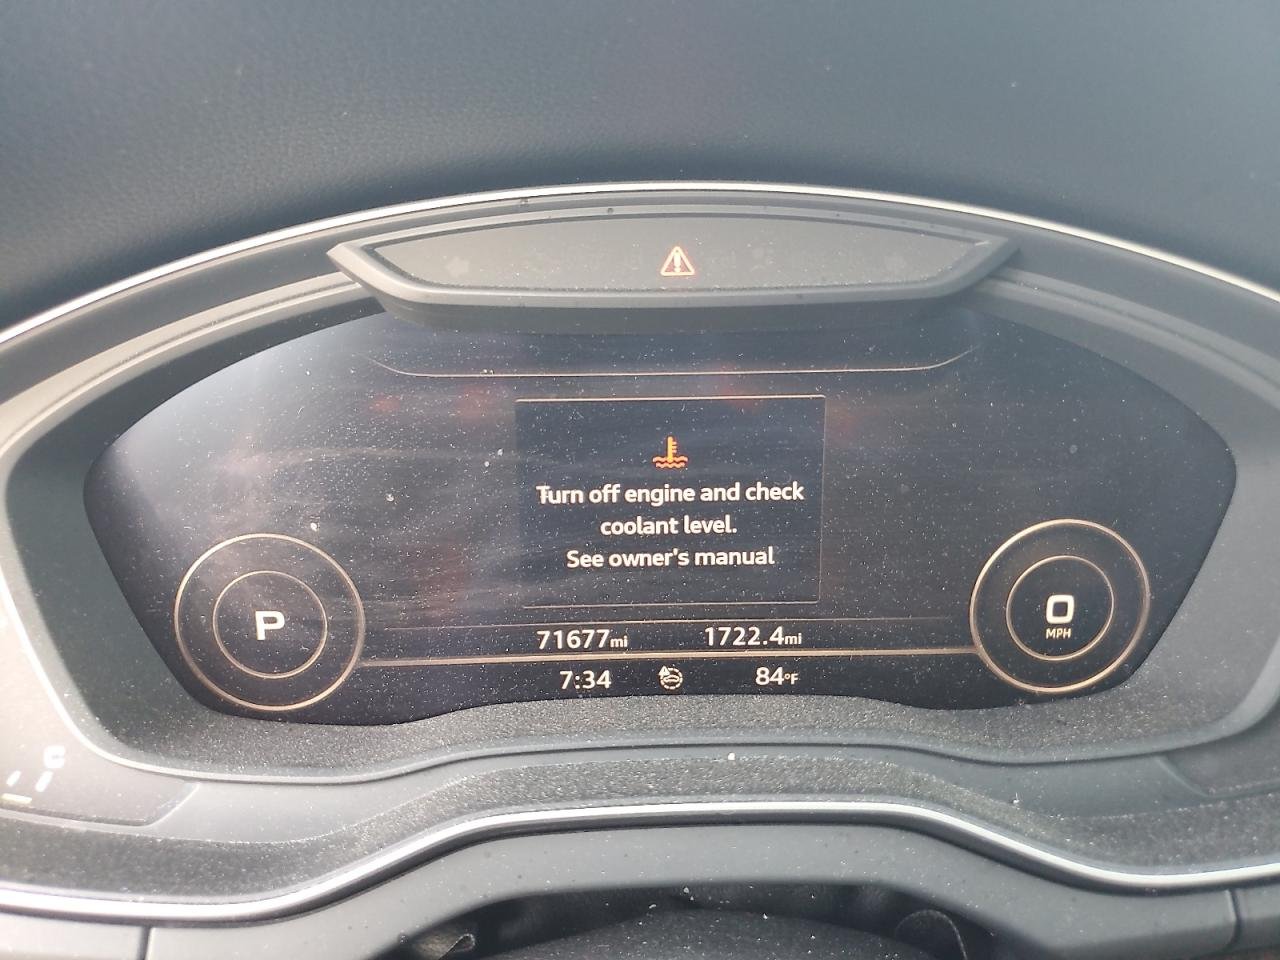 Turn off engine and check
coolant level.
See owner's manual
P
0
MPH
71677mi 1722.4mi
7:34 84°F